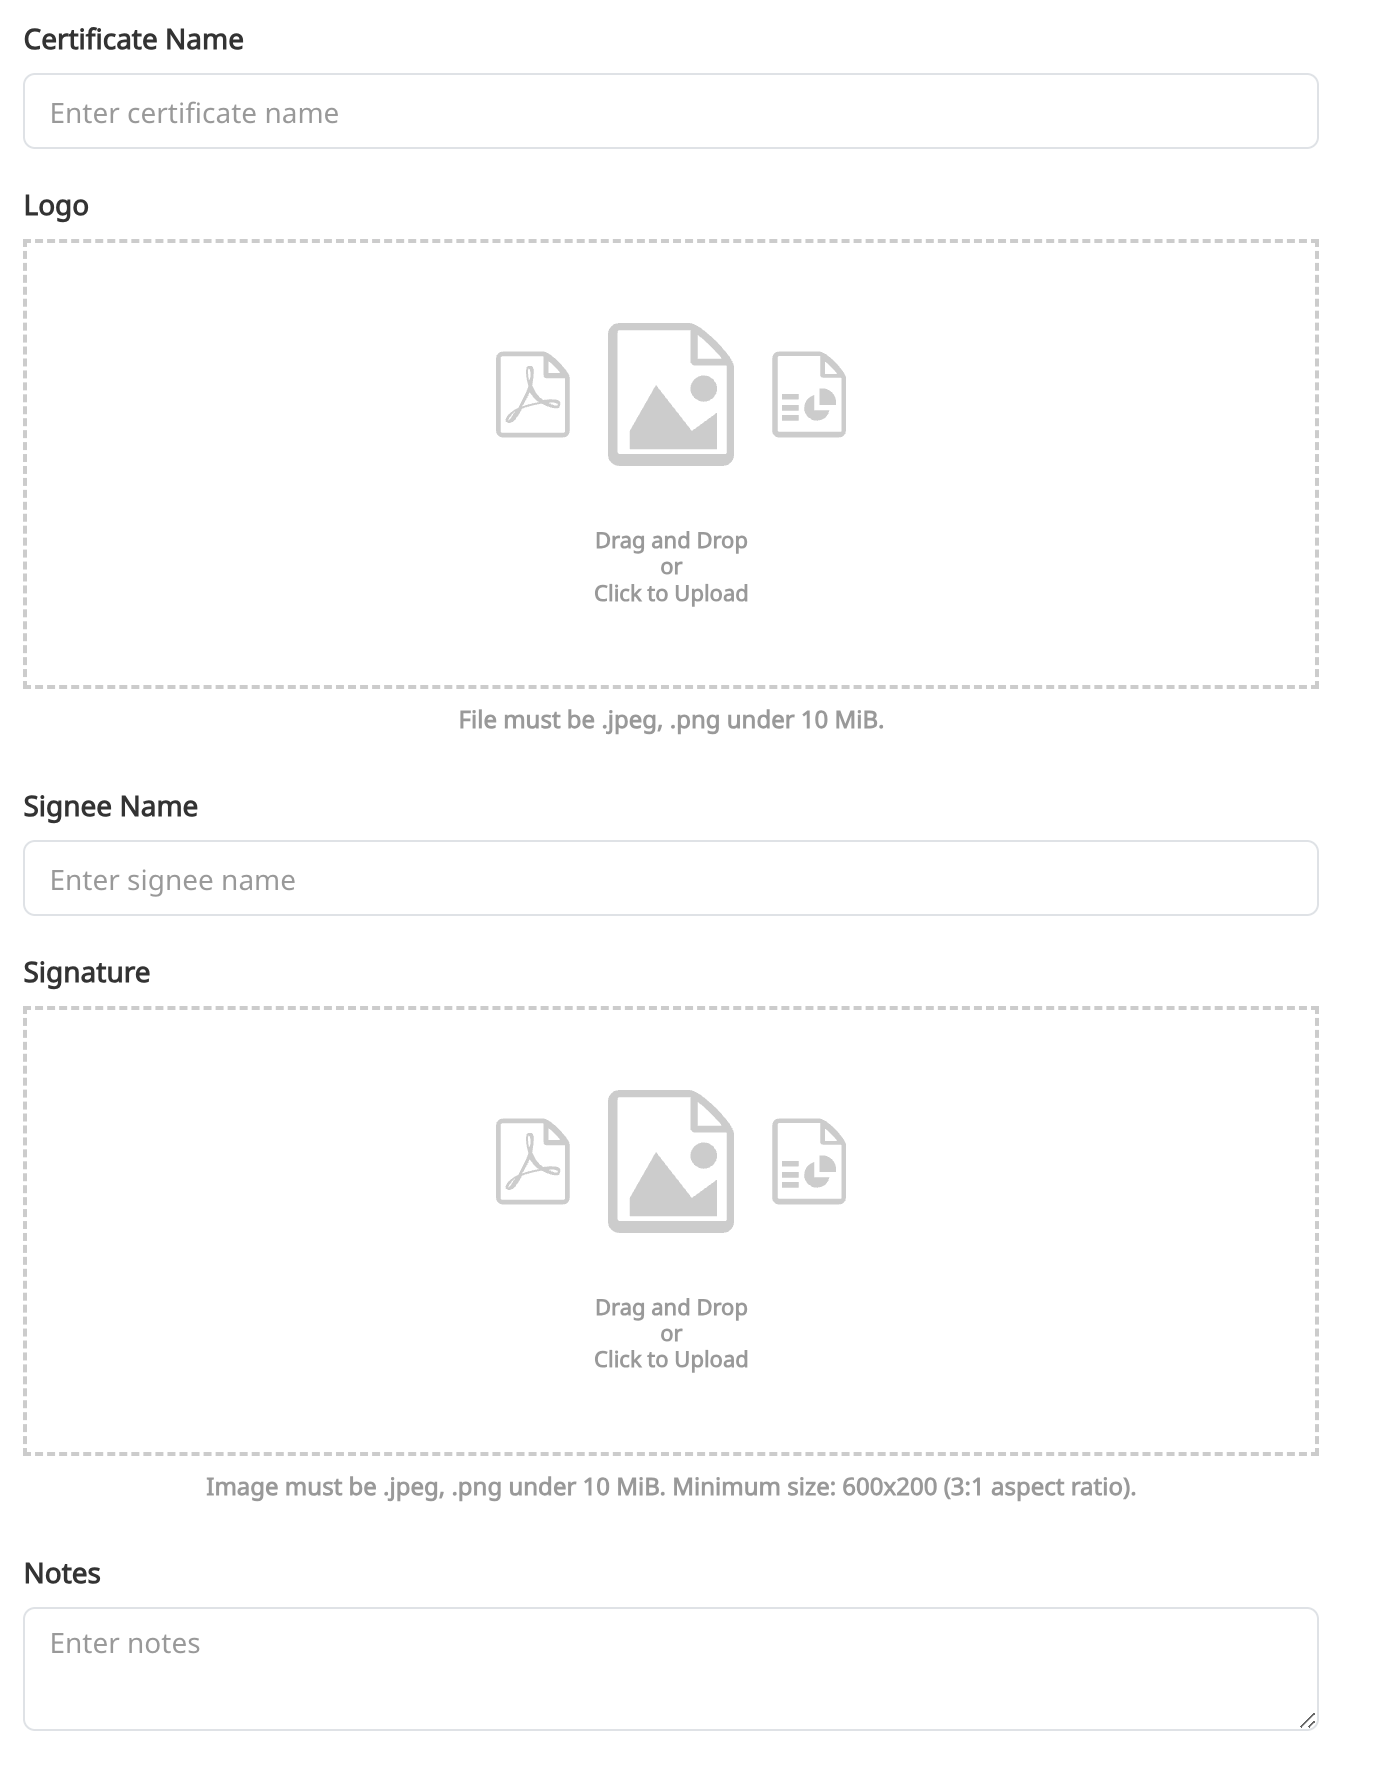 Certificate Name
Enter certificate name
Logo
Drag and Drop
or
Click to Upload
File must be .jpeg, .png under 10 MiB.
Signee Name
Enter signee name
Signature
Drag and Drop
or
Click to Upload
Image must be .jpeg, .png under 10 MiB. Minimum size: 600x200 (3:1 aspect ratio).
Notes
Enter notes